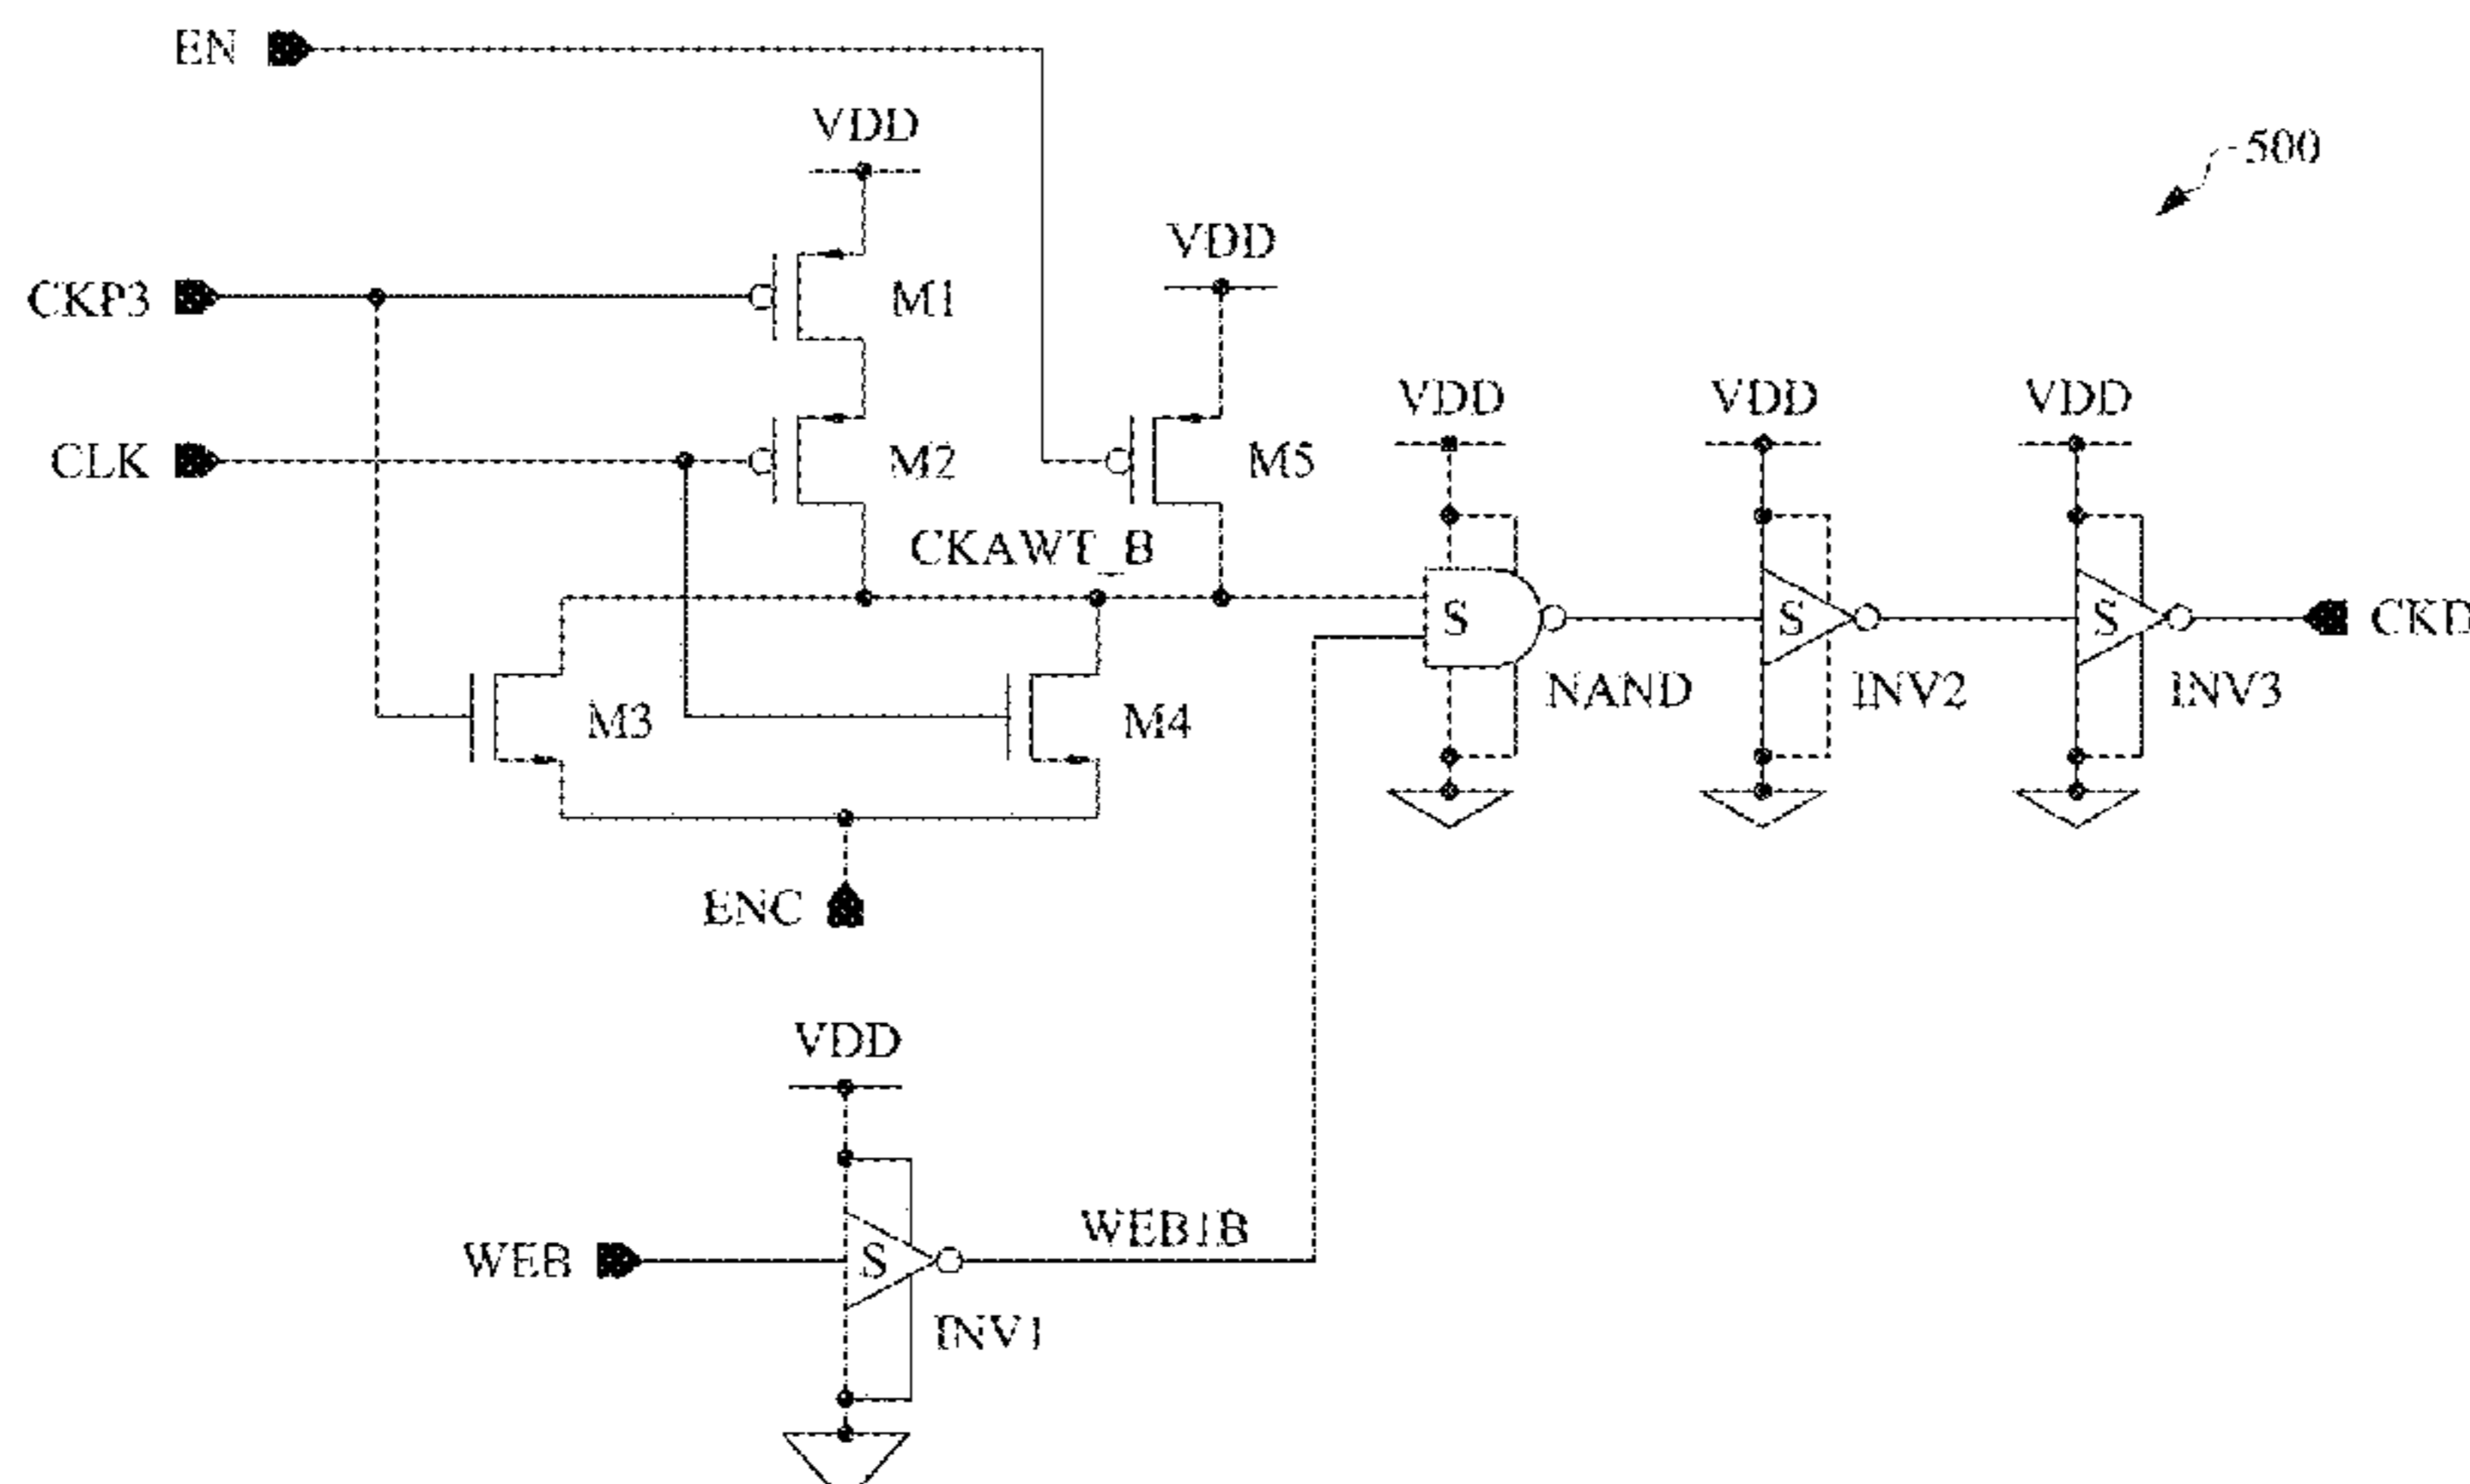 EN
VDD
500
VDD
CKP3
M1
VDD
VDD
VDD
CLK
M2
M5
CKAWT_B
S
S
S
CKD
NAND
INV2
INV3
M3
M4
ENC
VDD
WEB1B
WEB
S
INV1